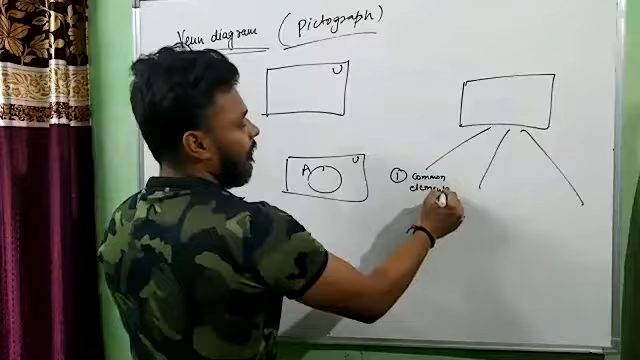 Venn diagram (Pictograph)
U
U
A
① Common
elements